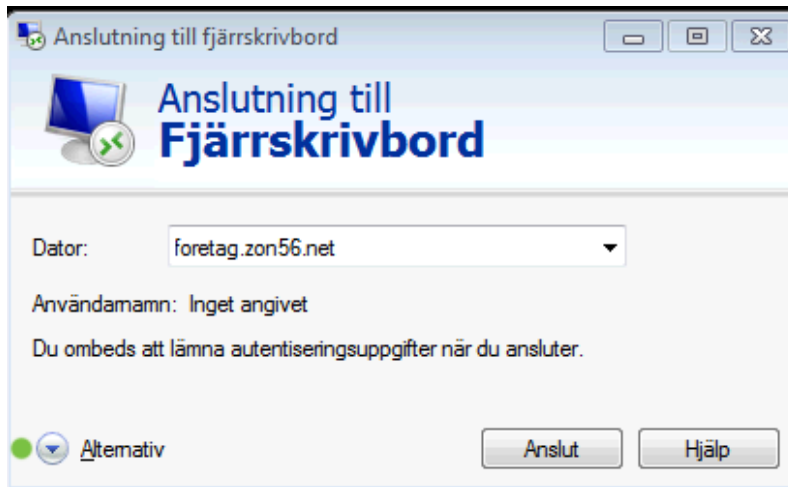 Anslutning till fjärrskrivbord
Anslutning till
Fjärrskrivbord
Dator: foretag.zon56.net
Användarnamn: Inget angivet
Du ombeds att lämna autentiseringsuppgifter när du ansluter.
Alternativ Anslut Hjälp